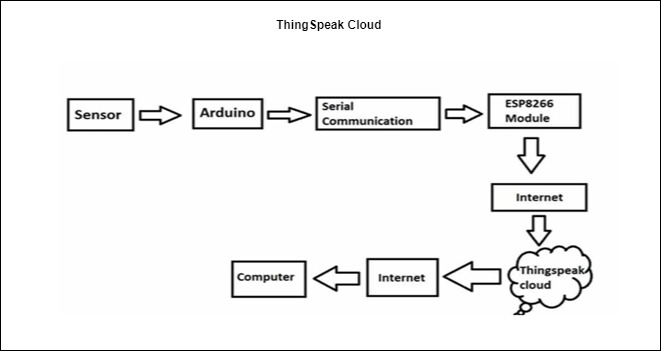 ThingSpeak Cloud
Sensor
Arduino
Serial
Communication
ESP8266
Module
Internet
Thingspeak
cloud
Internet
Computer